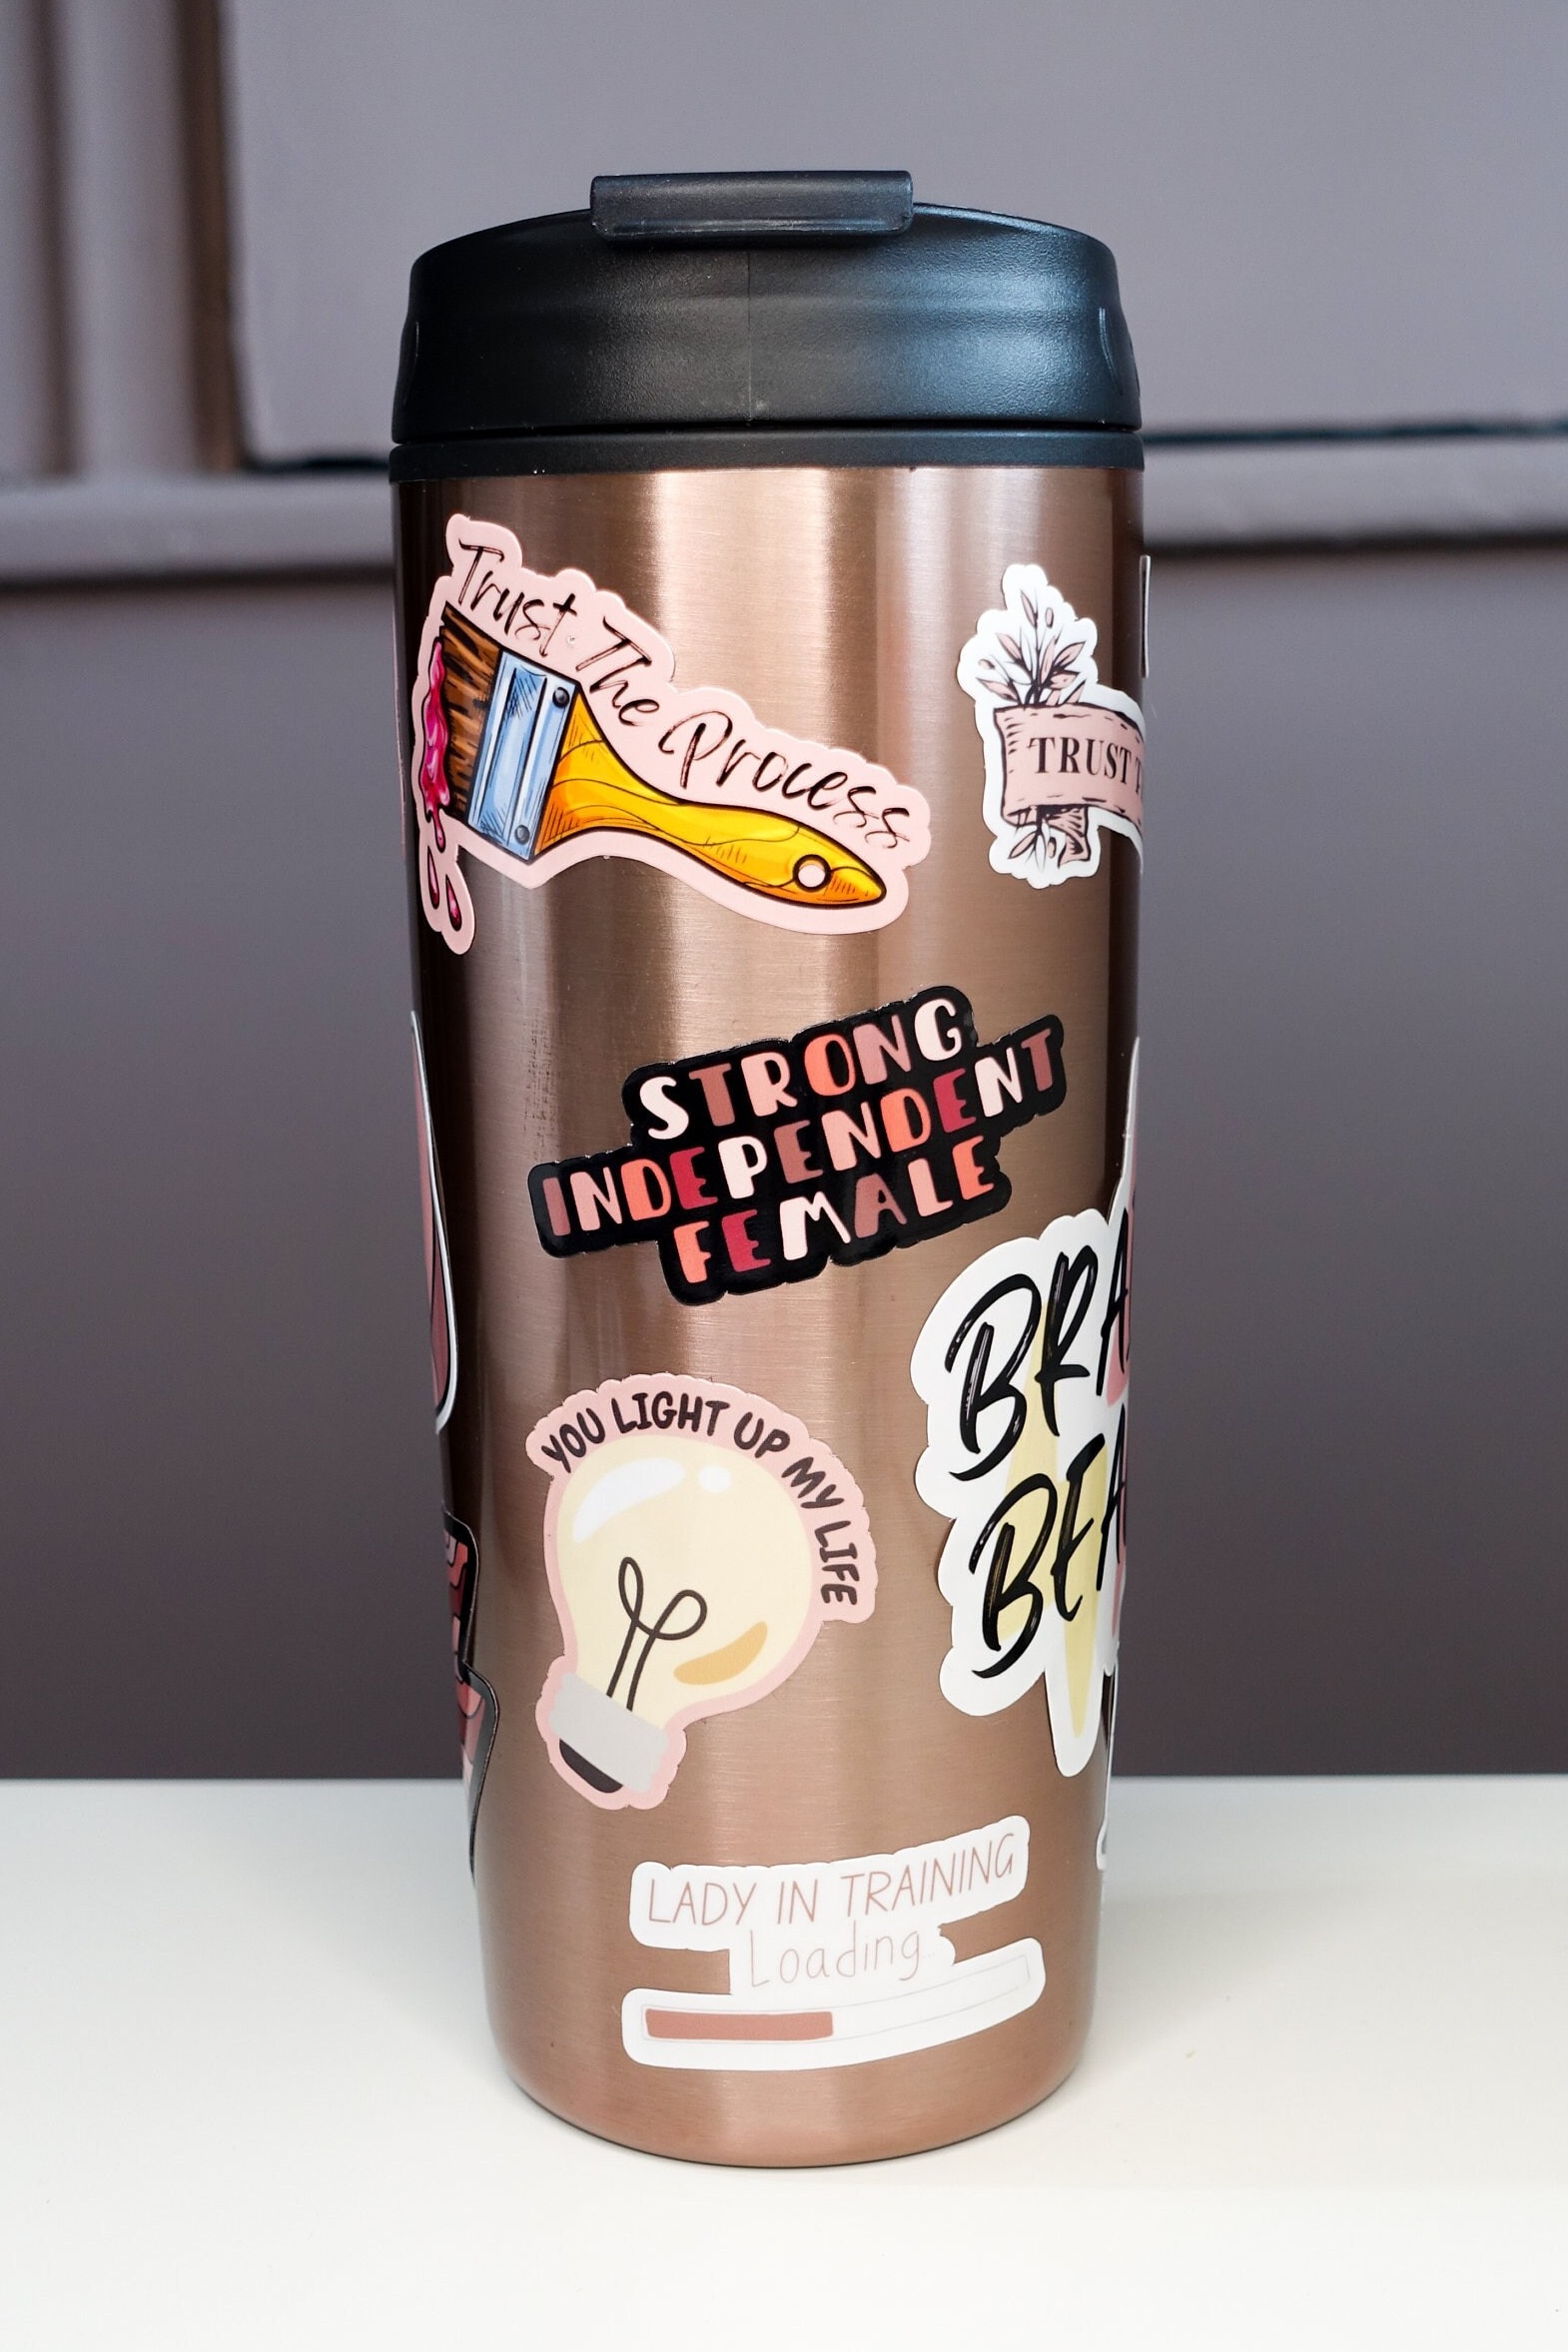 Trust The Process
TRUST
STRONG
INDEPENDENT
FEMALE
YOU LIGHT UP MY LIFE
LADY IN TRAINING
Loading...